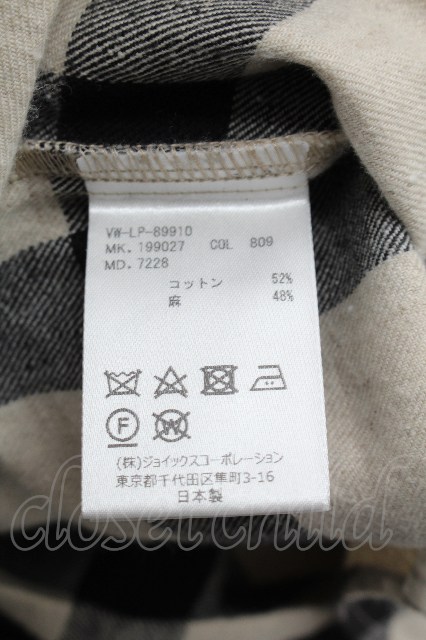 VW-LP-89910
MK. 199027 COL 809
MD. 7228
コットン 52%
麻 48%
F W
(株)ジョイックスコーポレーション
東京都千代田区隼町3-16
日本製
closet child